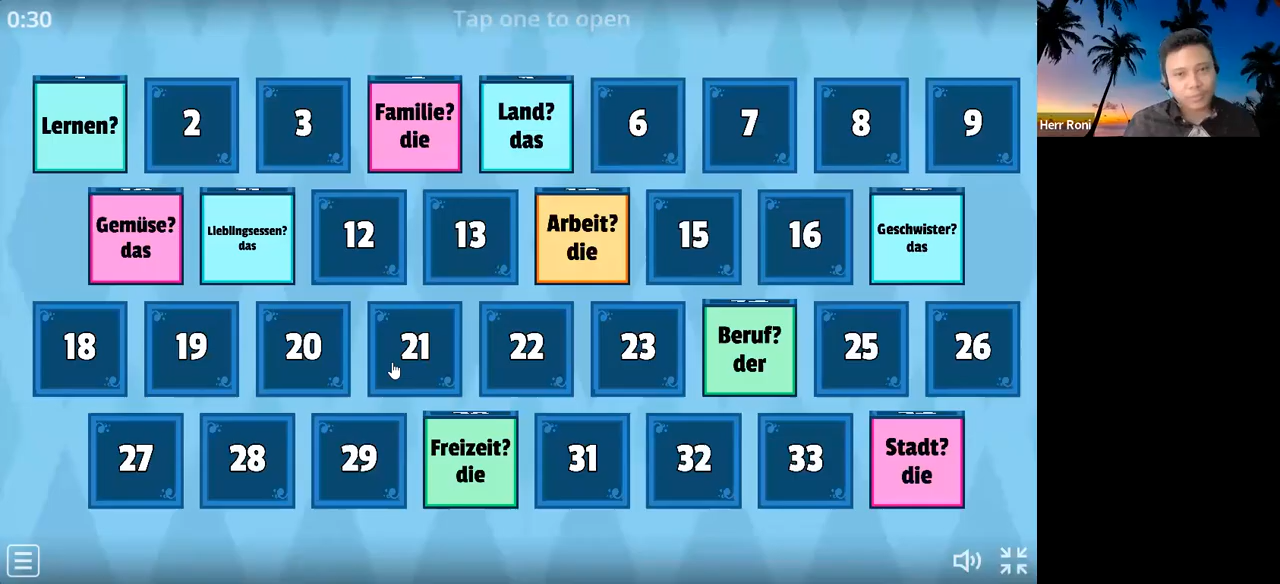 0:30
Tap one to open
Lernen?
2
3
Familie?
die
Land?
das
6
7
8
9
Herr Roni
Gemüse?
das
Lieblingsessen?
das
12
13
Arbeit?
die
15
16
Geschwister?
das
18
19
20
21
22
23
Beruf?
der
25
26
27
28
29
Freizeit?
die
31
32
33
Stadt?
die